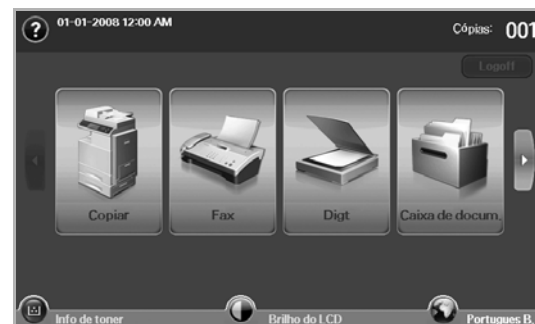 ?
01-01-2008 12:00 AM
Cópias: 001
Logoff
Copiar
Fax
Digt
Caixa de docum.
Info de toner
Brilho do LCD
Portugues B